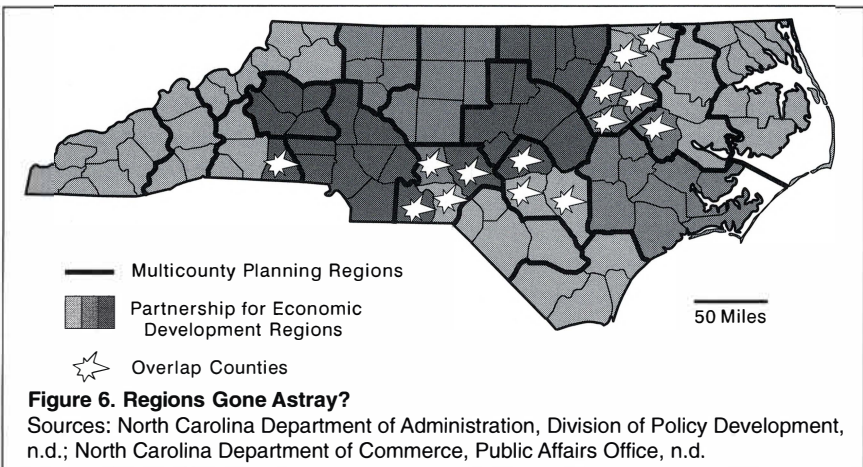 Multicounty Planning Regions
Partnership for Economic
Development Regions
Overlap Counties
50 Miles
Figure 6. Regions Gone Astray?
Sources: North Carolina Department of Administration, Division of Policy Development,
n.d.; North Carolina Department of Commerce, Public Affairs Office, n.d.